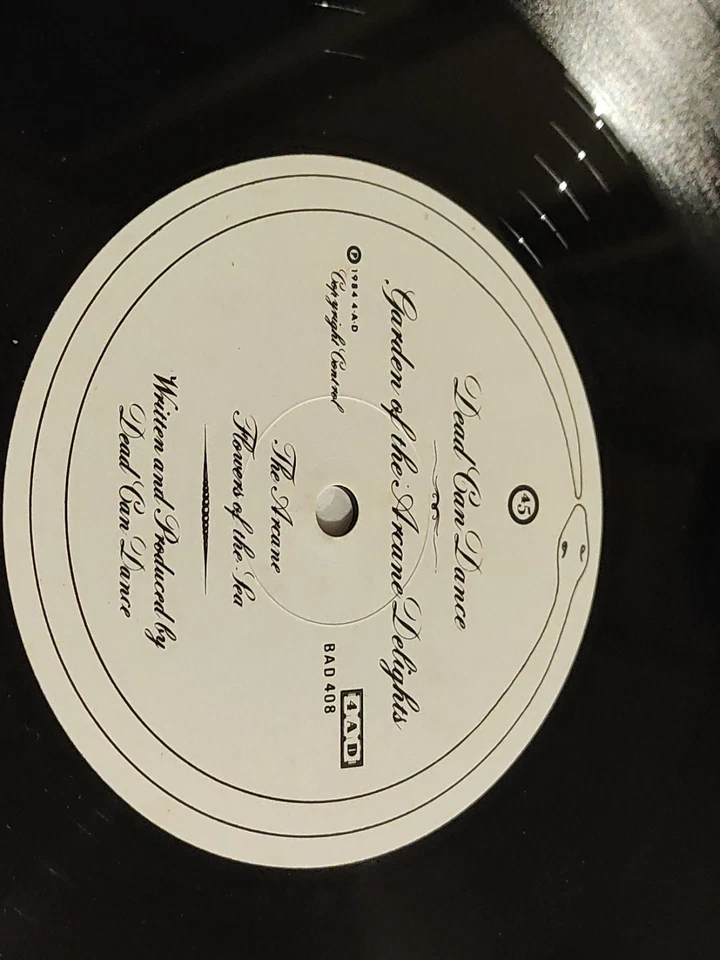 45
Dead Can Dance
Garden of the Arcane Delights
℗ 1984 4·A·D
Copyright Control
4AD
BAD 408
The Arcane
Flowers of the Sea
Written and Produced by
Dead Can Dance